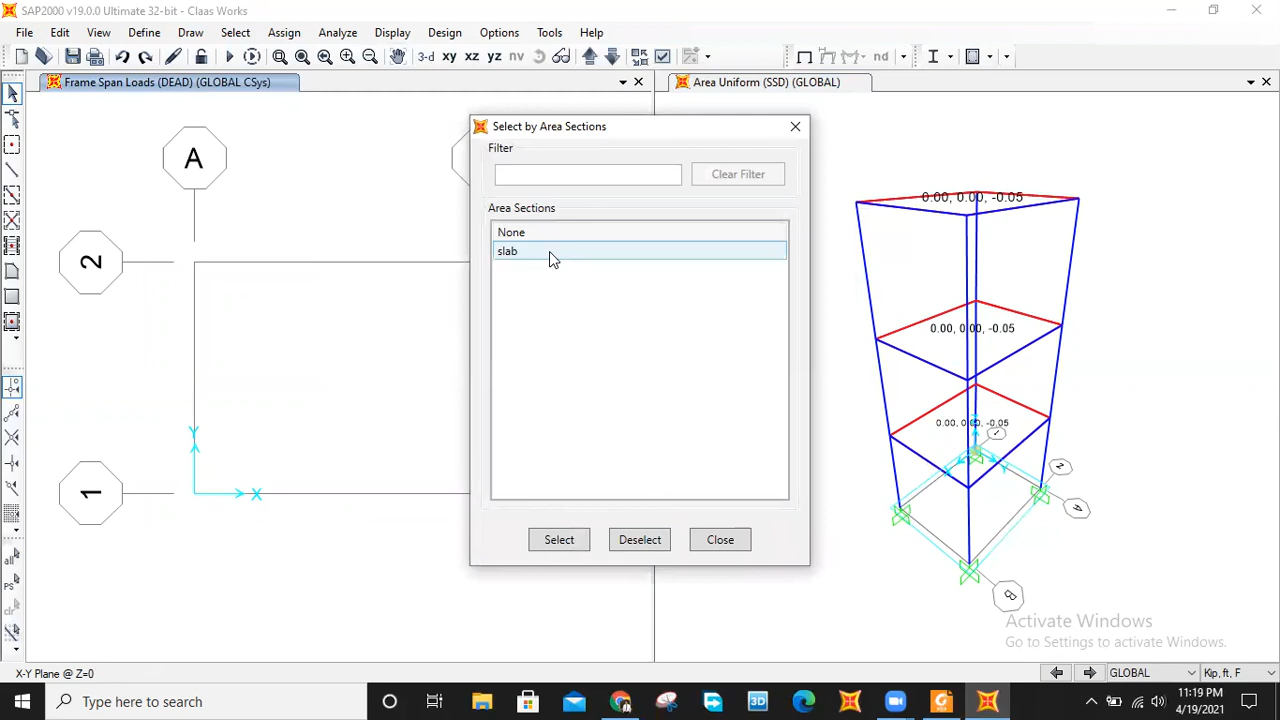 SAP2000 v19.0.0 Ultimate 32-bit - Claas Works
File Edit View Define Draw Select Assign Analyze Display Design Options Tools Help
3-d xy xz yz nv nd
Frame Span Loads (DEAD) (GLOBAL CSys)
Area Uniform (SSD) (GLOBAL)
Select by Area Sections
Filter
Clear Filter
Area Sections
None
slab
Select Deselect Close
A
2
1
Y
X
0.00, 0.00, -0.05
0.00, 0.00, -0.05
0.00, 0.00, -0.05
A
B
all
PS
clr
Activate Windows
Go to Settings to activate Windows.
X-Y Plane @ Z=0
GLOBAL
Kip, ft, F
Type here to search
3D
11:19 PM
4/19/2021